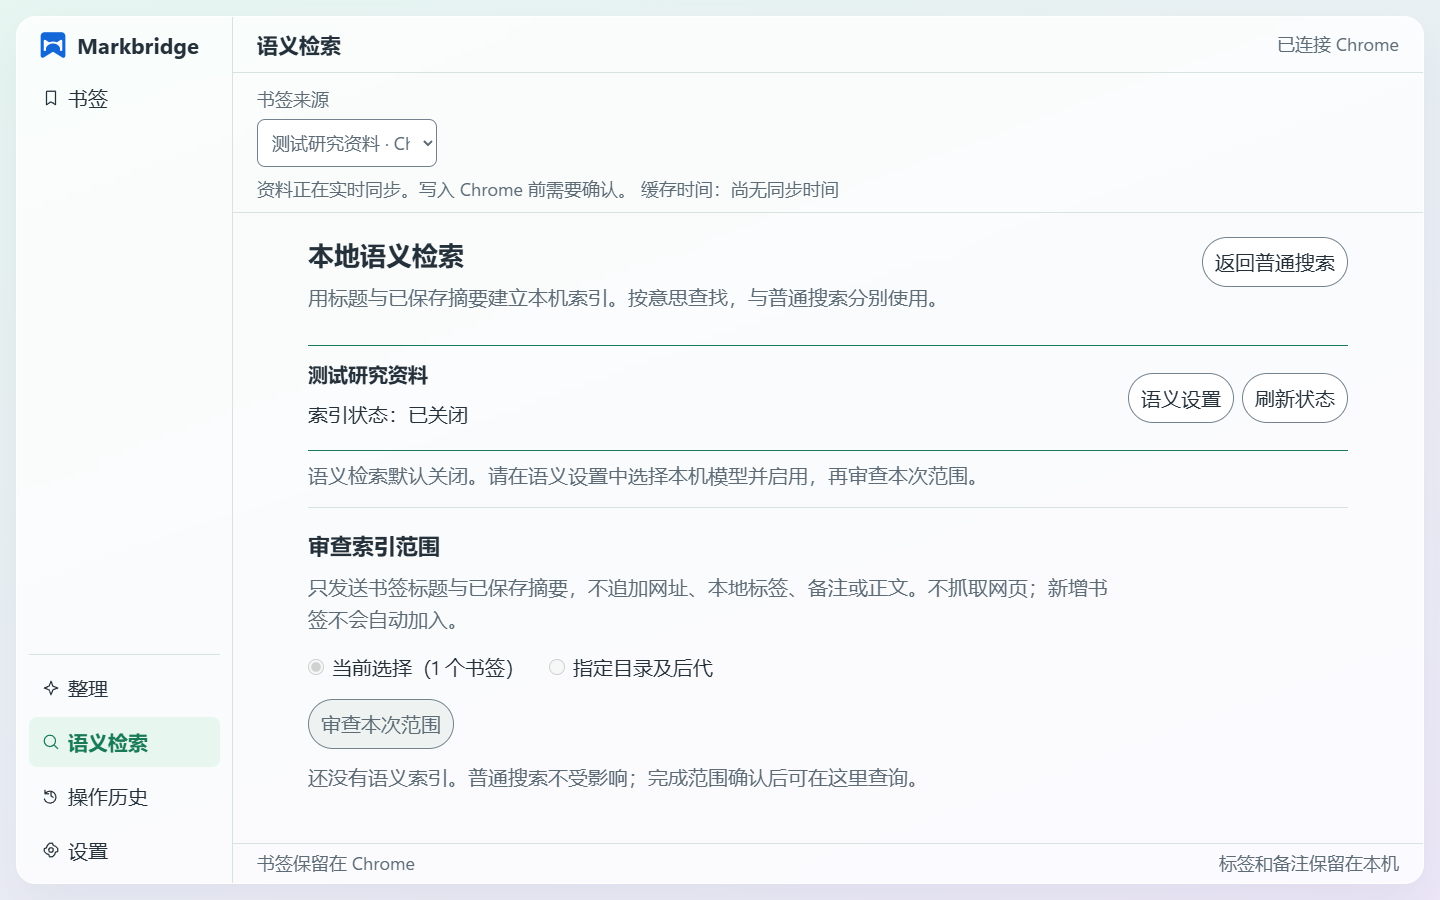 Markbridge
书签
整理
语义检索
操作历史
设置
语义检索
已连接 Chrome
书签来源
测试研究资料 · Ch
资料正在实时同步。写入 Chrome 前需要确认。 缓存时间：尚无同步时间
本地语义检索
返回普通搜索
用标题与已保存摘要建立本机索引。按意思查找，与普通搜索分别使用。
测试研究资料
索引状态：已关闭
语义设置
刷新状态
语义检索默认关闭。请在语义设置中选择本机模型并启用，再审查本次范围。
审查索引范围
只发送书签标题与已保存摘要，不追加网址、本地标签、备注或正文。不抓取网页；新增书
签不会自动加入。
当前选择（1 个书签） 指定目录及后代
审查本次范围
还没有语义索引。普通搜索不受影响；完成范围确认后可在这里查询。
书签保留在 Chrome
标签和备注保留在本机